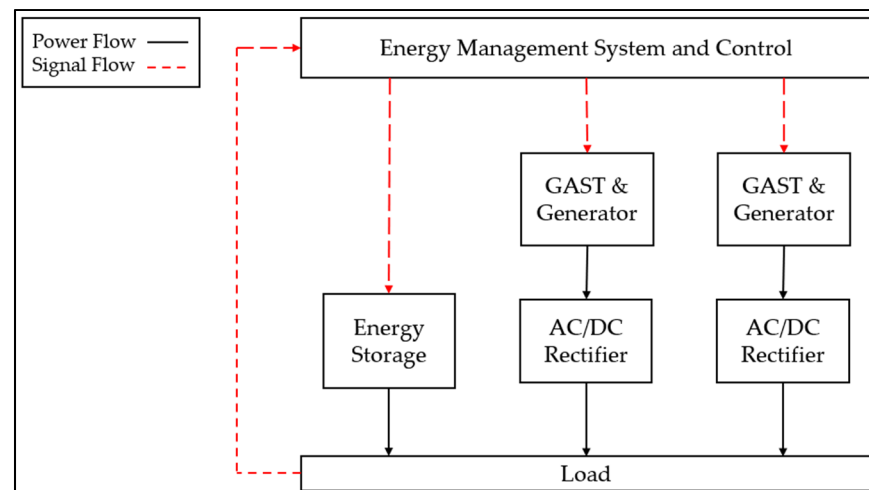 Power Flow
Signal Flow
Energy Management System and Control
GAST &
Generator
GAST &
Generator
Energy
Storage
AC/DC
Rectifier
AC/DC
Rectifier
Load